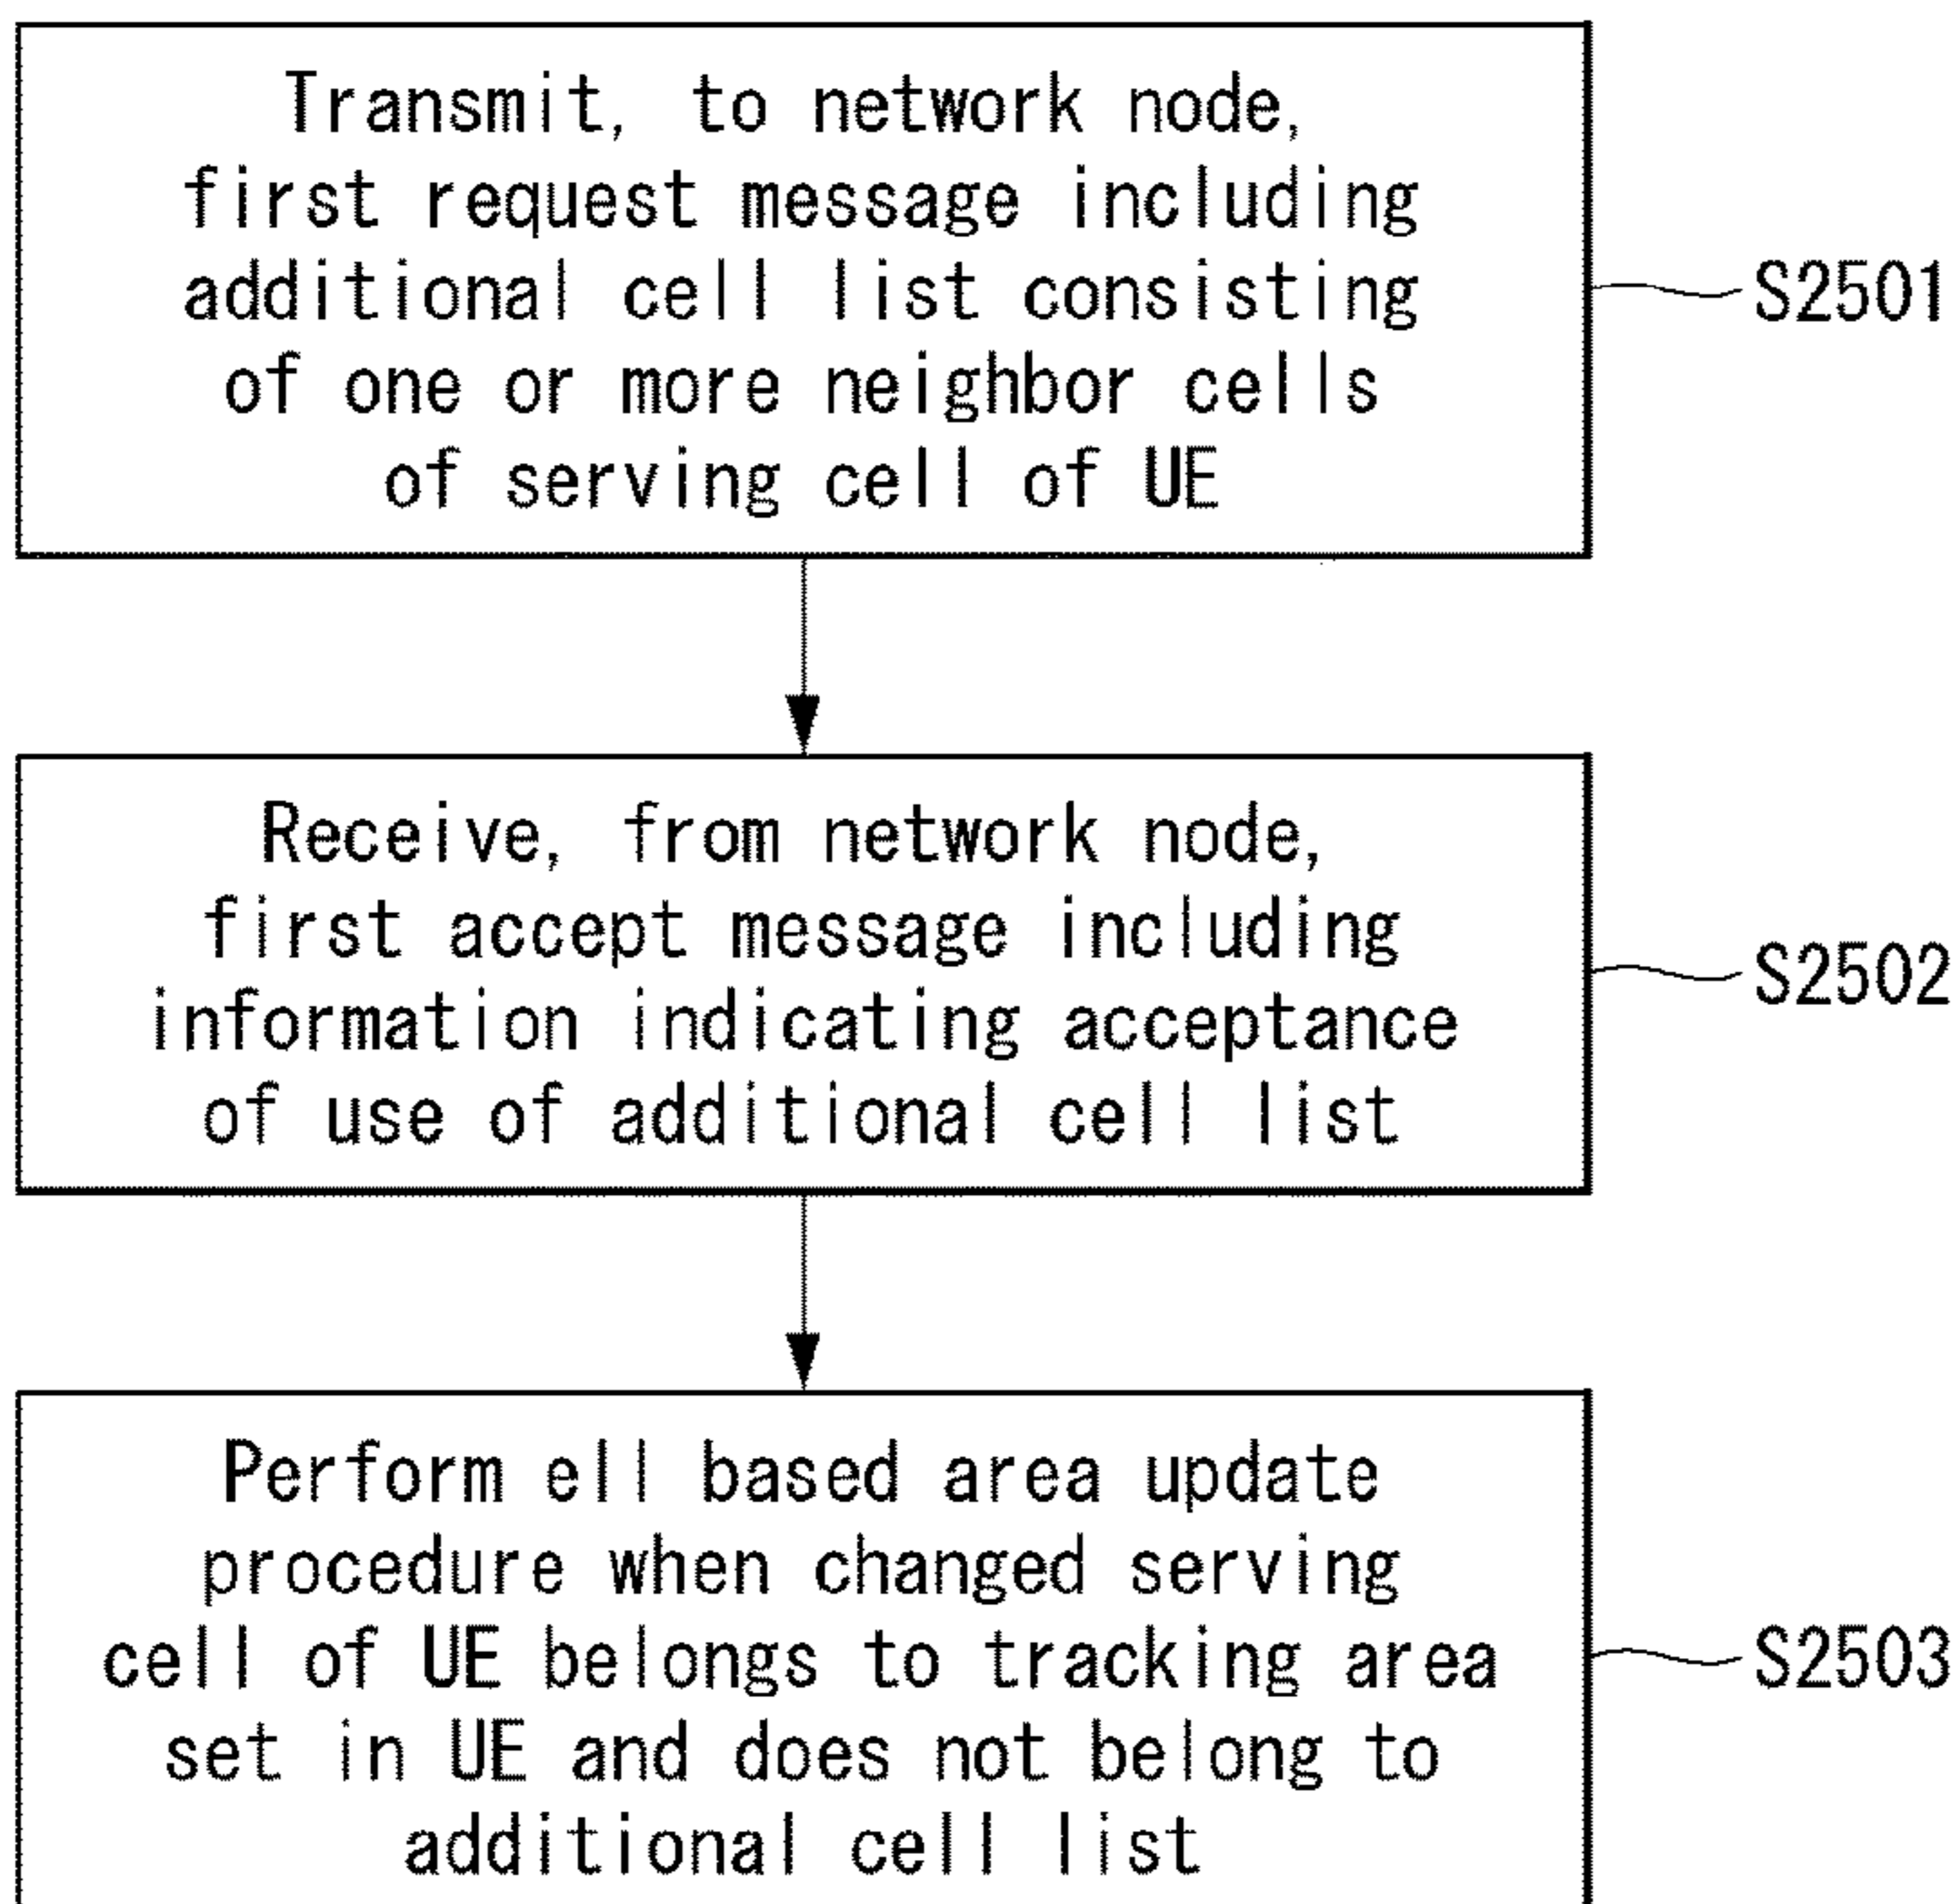 Transmit, to network node,
first request message including
additional cell list consisting
of one or more neighbor cells
of serving cell of UE
S2501
Receive, from network node,
first accept message including
information indicating acceptance
of use of additional cell list
S2502
Perform ell based area update
procedure when changed serving
cell of UE belongs to tracking area
set in UE and does not belong to
additional cell list
S2503